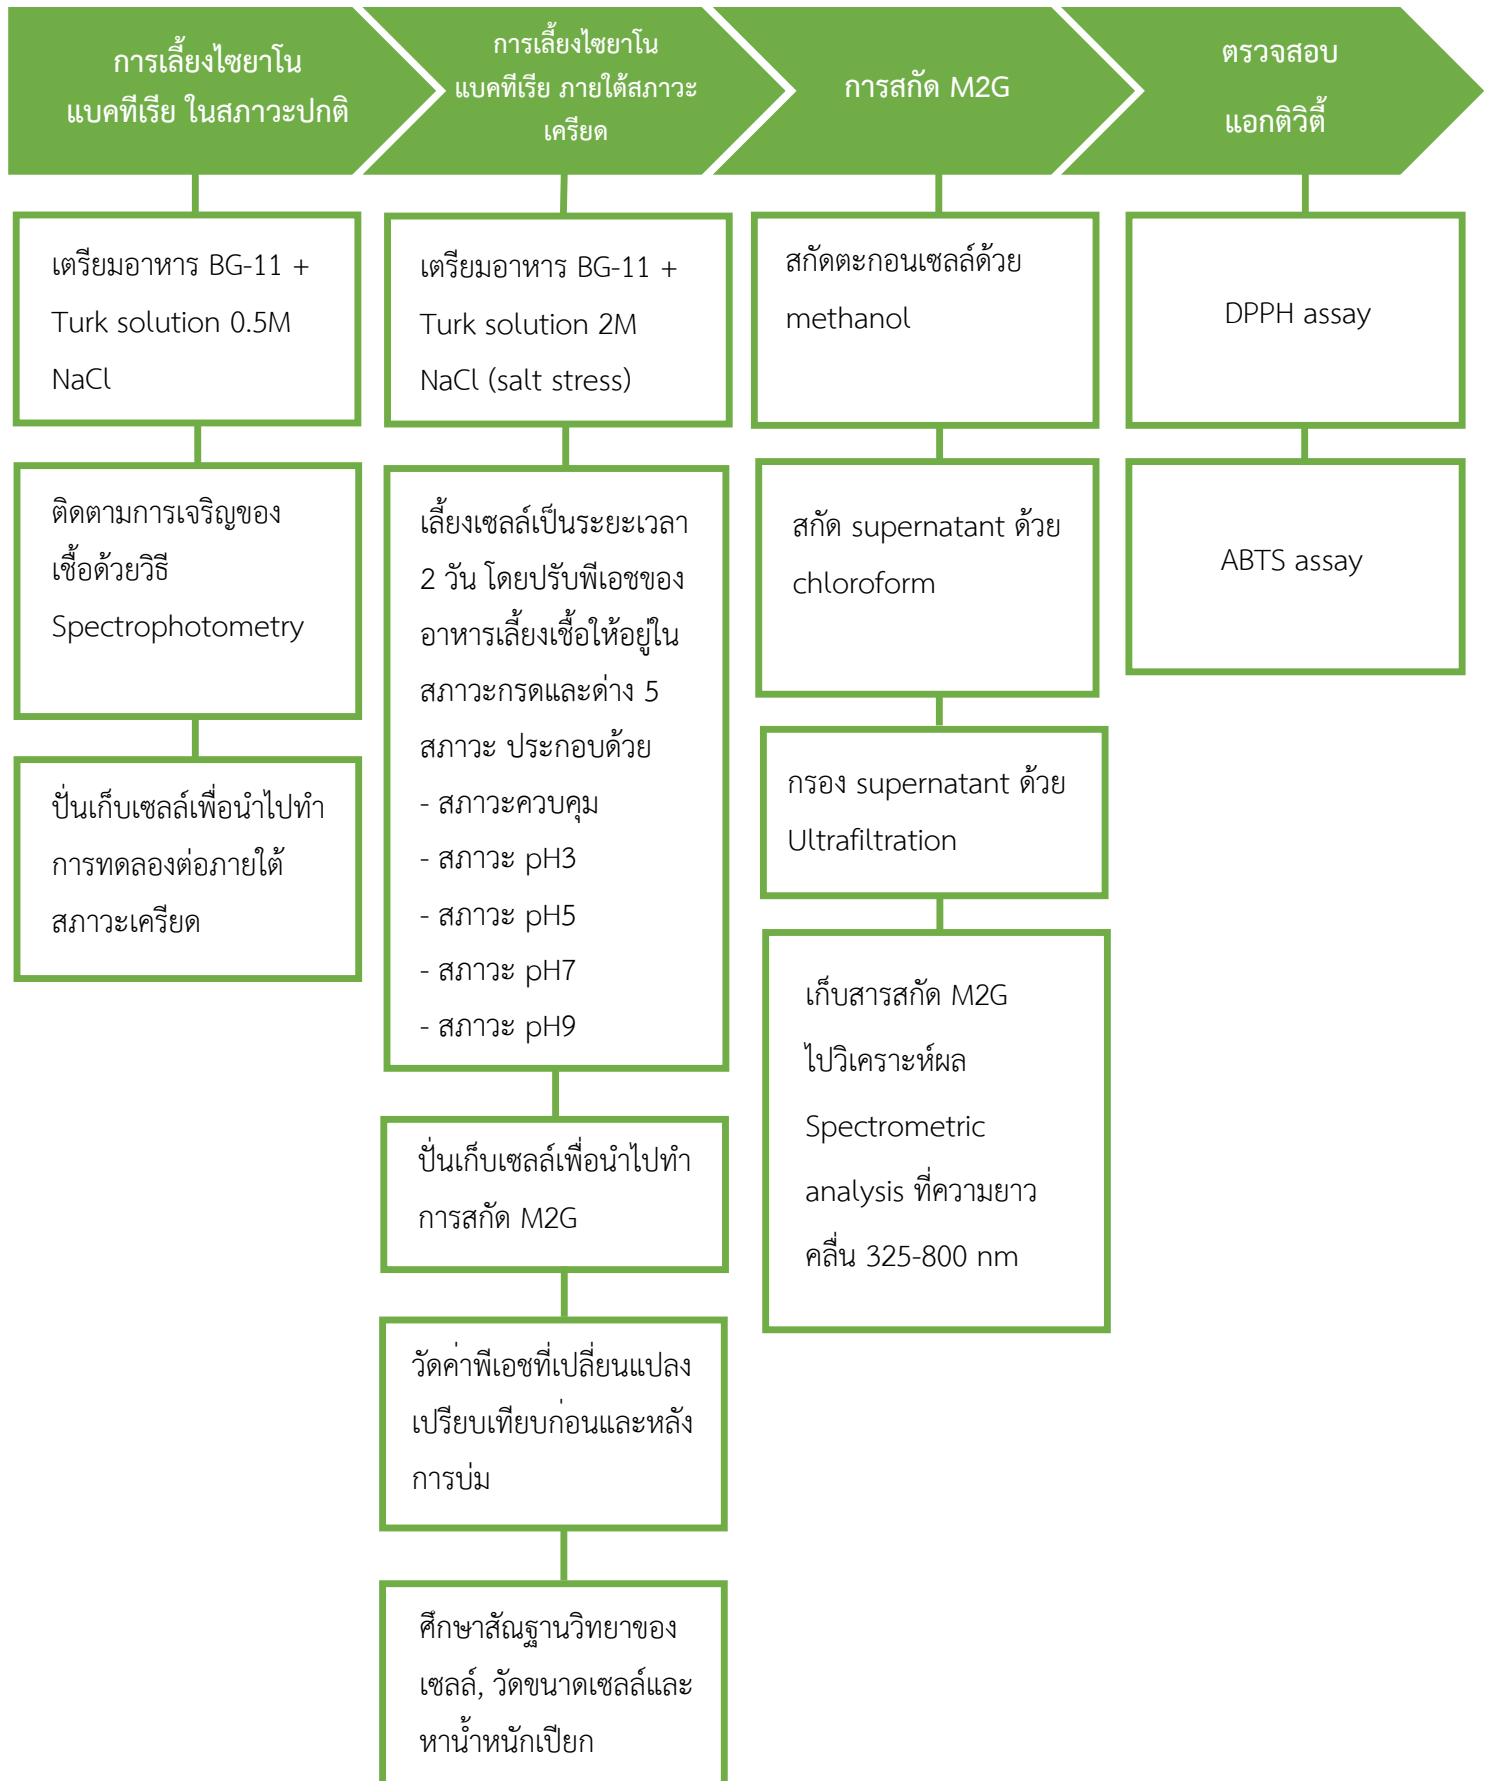 การเลี้ยงไซยาโน
แบคทีเรีย ในสภาวะปกติ
การเลี้ยงไซยาโน
แบคทีเรีย ภายใต้สภาวะ
เครียด
การสกัด M2G
ตรวจสอบ
แอกติวิตี้
เตรียมอาหาร BG-11 +
Turk solution 0.5M
NaCl
ติดตามการเจริญของ
เชื้อด้วยวิธี
Spectrophotometry
ปั่นเก็บเซลล์เพื่อนำไปทำ
การทดลองต่อภายใต้
สภาวะเครียด
เตรียมอาหาร BG-11 +
Turk solution 2M
NaCl (salt stress)
เลี้ยงเซลล์เป็นระยะเวลา
2 วัน โดยปรับพีเอชของ
อาหารเลี้ยงเชื้อให้อยู่ใน
สภาวะกรดและด่าง 5
สภาวะ ประกอบด้วย
- สภาวะควบคุม
- สภาวะ pH3
- สภาวะ pH5
- สภาวะ pH7
- สภาวะ pH9
ปั่นเก็บเซลล์เพื่อนำไปทำ
การสกัด M2G
วัดค่าพีเอชที่เปลี่ยนแปลง
เปรียบเทียบก่อนและหลัง
การบ่ม
ศึกษาสัณฐานวิทยาของ
เซลล์, วัดขนาดเซลล์และ
หาน้ำหนักเปียก
สกัดตะกอนเซลล์ด้วย
methanol
สกัด supernatant ด้วย
chloroform
กรอง supernatant ด้วย
Ultrafiltration
เก็บสารสกัด M2G
ไปวิเคราะห์ผล
Spectrometric
analysis ที่ความยาว
คลื่น 325-800 nm
DPPH assay
ABTS assay